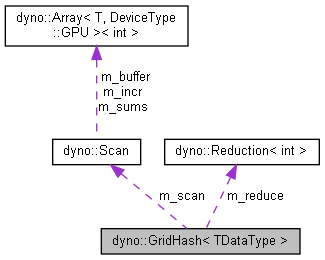 dyno::Array< T, DeviceType
::GPU >< int >
m_buffer
m_incr
m_sums
dyno::Scan
dyno::Reduction< int >
m_scan
m_reduce
dyno::GridHash< TDataType >